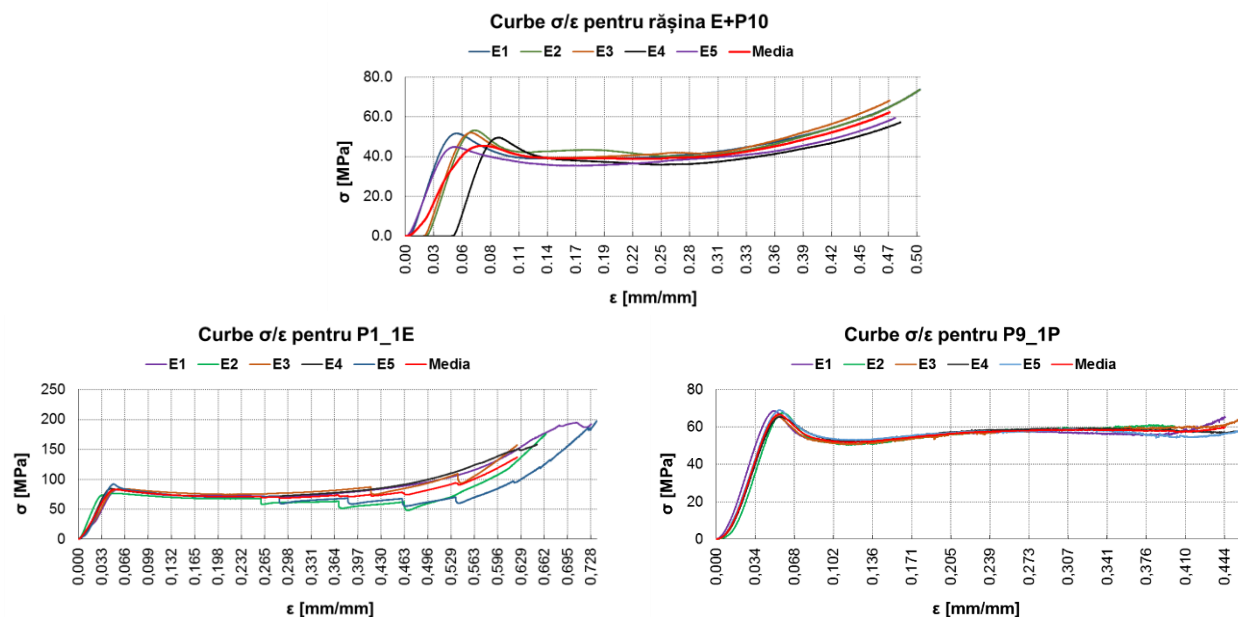 Curbe σ/ε pentru rășina E+P10
E1 E2 E3 E4 E5 Media
80.0
60.0
40.0
20.0
0.0
σ [MPa]
0.00 0.03 0.06 0.08 0.11 0.14 0.17 0.19 0.22 0.25 0.28 0.31 0.33 0.36 0.39 0.42 0.45 0.47 0.50
ε [mm/mm]
Curbe σ/ε pentru P1_1E
E1 E2 E3 E4 E5 Media
250
200
150
100
50
0
σ [MPa]
0,000 0,033 0,066 0,099 0,132 0,165 0,198 0,232 0,265 0,298 0,331 0,364 0,397 0,430 0,463 0,496 0,529 0,563 0,596 0,629 0,662 0,695 0,728
ε [mm/mm]
Curbe σ/ε pentru P9_1P
E1 E2 E3 E4 E5 Media
80
60
40
20
0
σ [MPa]
0,000 0,034 0,068 0,102 0,136 0,171 0,205 0,239 0,273 0,307 0,341 0,376 0,410 0,444
ε [mm/mm]